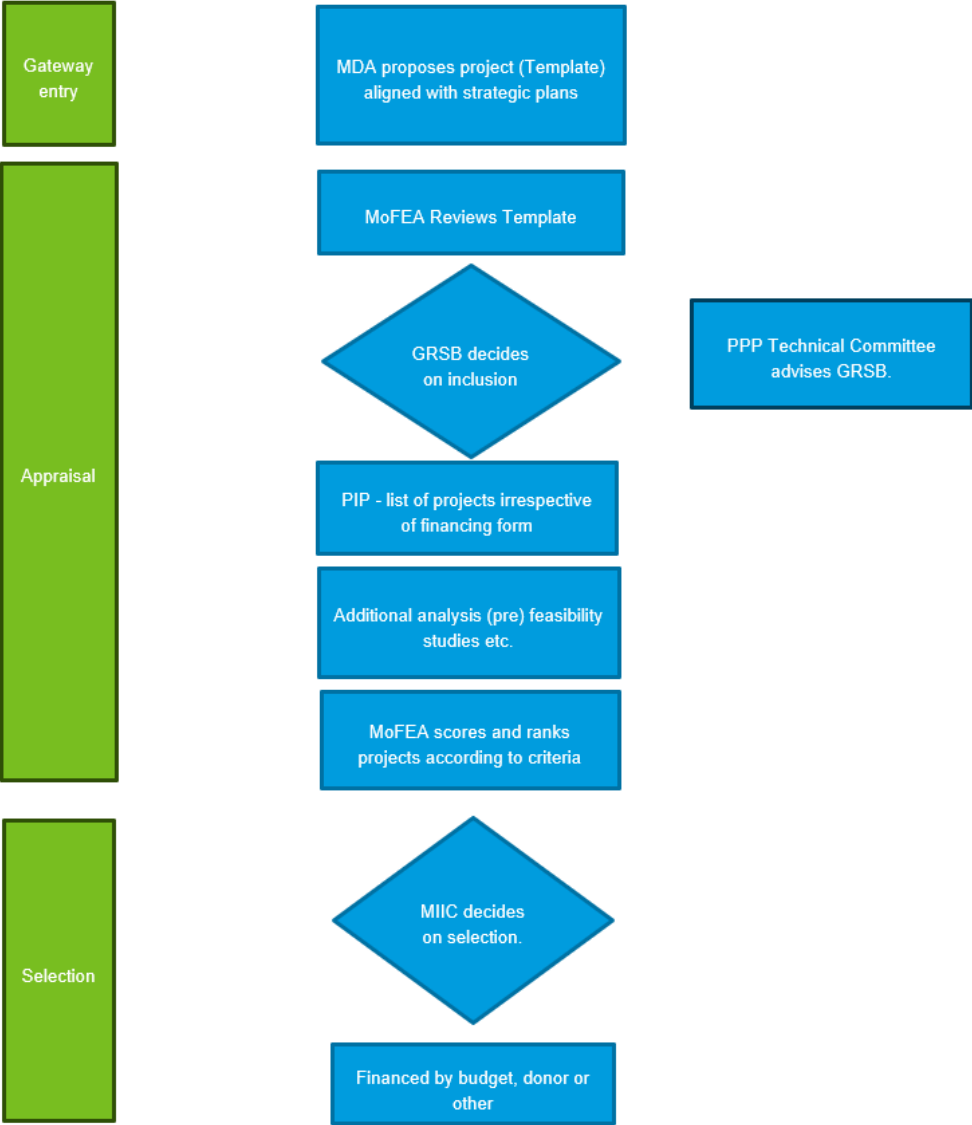 Gateway
entry
MDA proposes project (Template)
aligned with strategic plans
MoFEA Reviews Template
GRSB decides
on inclusion
PPP Technical Committee
advises GRSB.
Appraisal
PIP - list of projects irrespective
of financing form
Additional analysis (pre) feasibility
studies etc.
MoFEA scores and ranks
projects according to criteria
MIIC decides
on selection.
Selection
Financed by budget, donor or
other